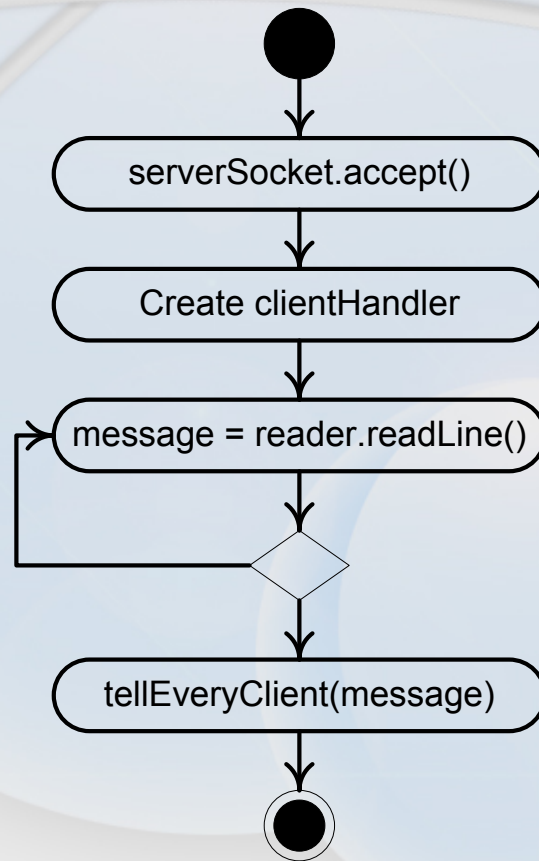 serverSocket.accept()
Create clientHandler
message = reader.readLine()
tellEveryClient(message)